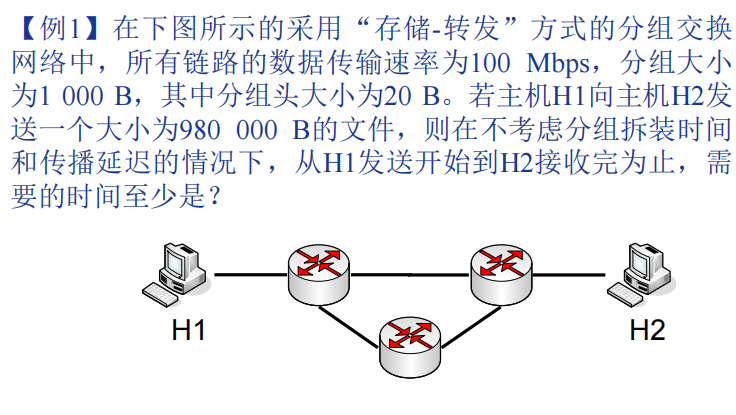 【例1】在下图所示的采用“存储-转发”方式的分组交换
网络中，所有链路的数据传输速率为100 Mbps，分组大小
为1 000 B，其中分组头大小为20 B。若主机H1向主机H2发
送一个大小为980 000 B的文件，则在不考虑分组拆装时间
和传播延迟的情况下，从H1发送开始到H2接收完为止，需
要的时间至少是？
H1
H2